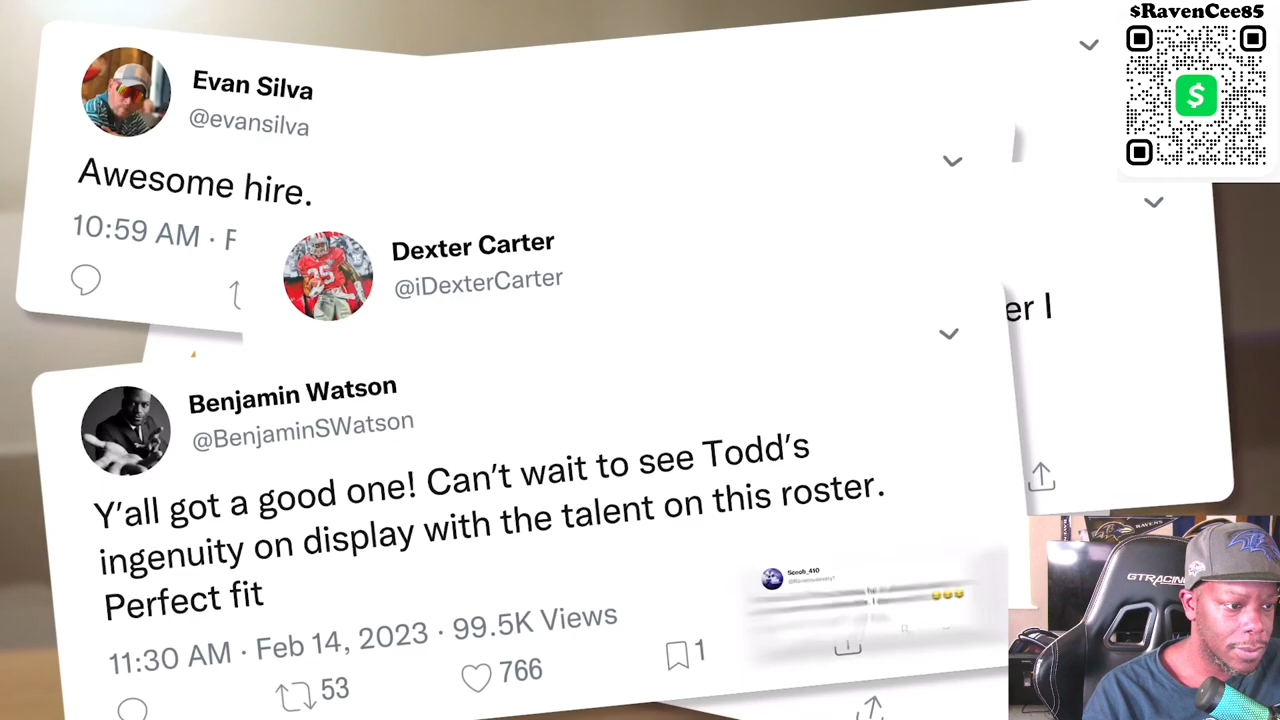 $RavenCee85
$
Evan Silva
@evansilva
Awesome hire.
10:59 AM · F
Dexter Carter
@iDexterCarter
er I
Benjamin Watson
@BenjaminSWatson
Y'all got a good one! Can't wait to see Todd's
ingenuity on display with the talent on this roster.
Perfect fit
11:30 AM · Feb 14, 2023 · 99.5K Views
53
766
1
Scoob_410
RAVENS
GTRACING